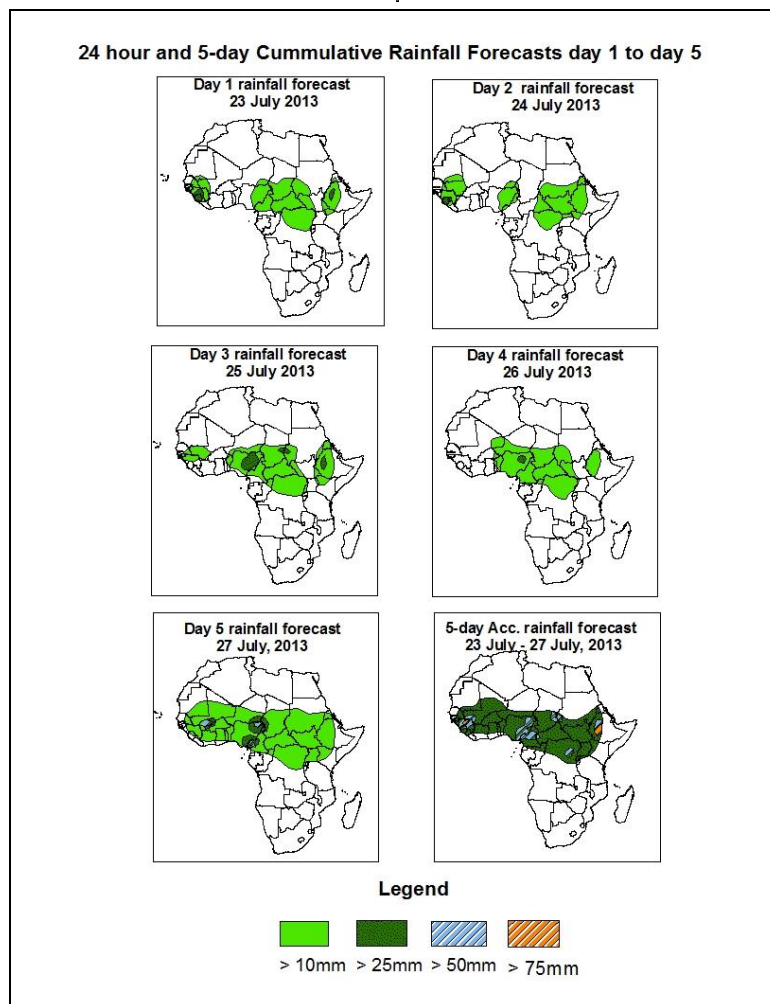 24 hour and 5-day Cummulative Rainfall Forecasts day 1 to day 5
Day 1 rainfall forecast
23 July 2013
Day 2 rainfall forecast
24 July 2013
Day 3 rainfall forecast
25 July 2013
Day 4 rainfall forecast
26 July 2013
Day 5 rainfall forecast
27 July, 2013
5-day Acc. rainfall forecast
23 July - 27 July, 2013
Legend
> 10mm > 25mm > 50mm > 75mm